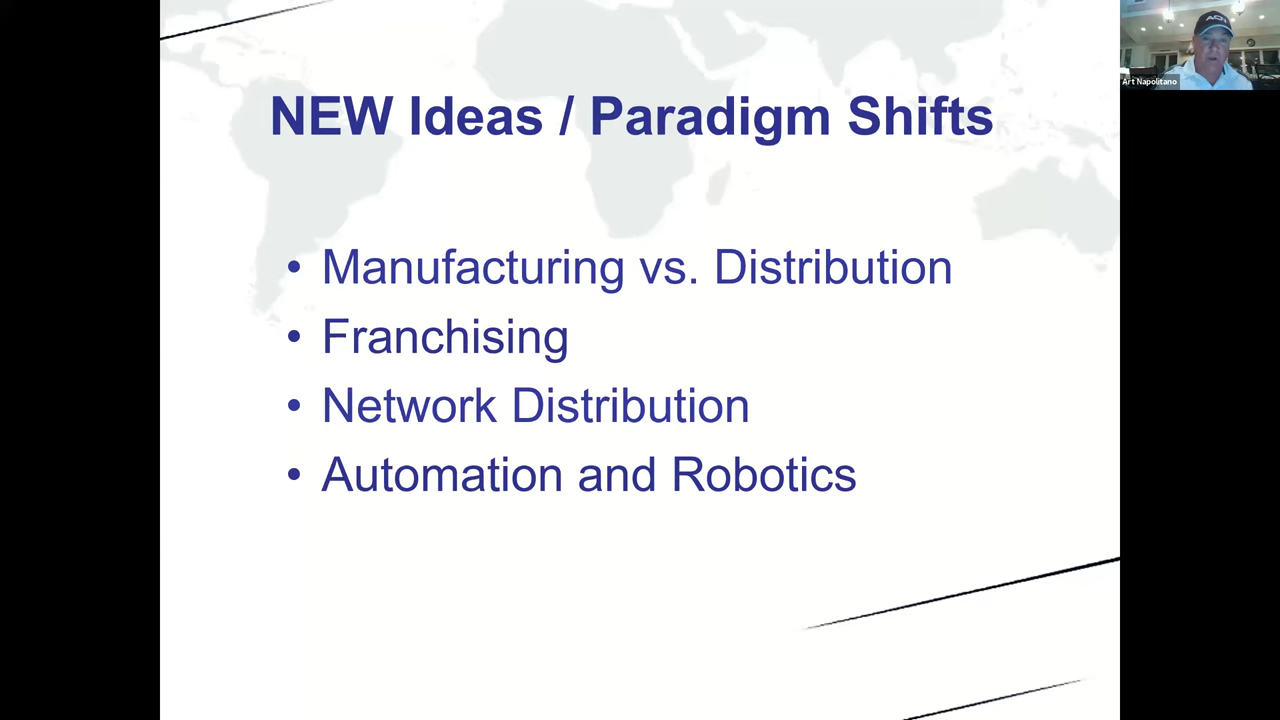 NEW Ideas / Paradigm Shifts
• Manufacturing vs. Distribution
• Franchising
• Network Distribution
• Automation and Robotics
Art Napolitano